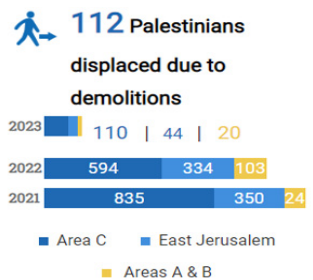 112 Palestinians
displaced due to
demolitions
2023 110 | 44 | 20
2022 594 334 103
2021 835 350 24
Area C East Jerusalem
Areas A & B